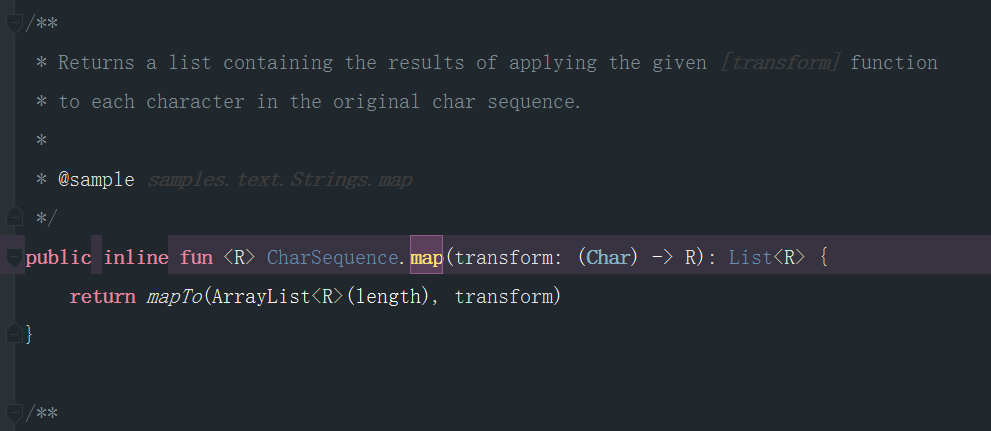 /**
 * Returns a list containing the results of applying the given [transform] function
 * to each character in the original char sequence.
 *
 * @sample samples.text.Strings.map
 */
public inline fun <R> CharSequence.map(transform: (Char) -> R): List<R> {
    return mapTo(ArrayList<R>(length), transform)
}
/**